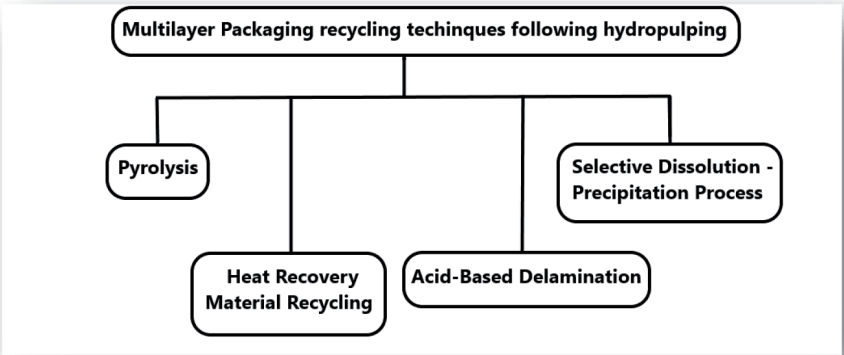 Multilayer Packaging recycling techinques following hydropulping
Pyrolysis
Selective Dissolution -
Precipitation Process
Heat Recovery
Material Recycling
Acid-Based Delamination